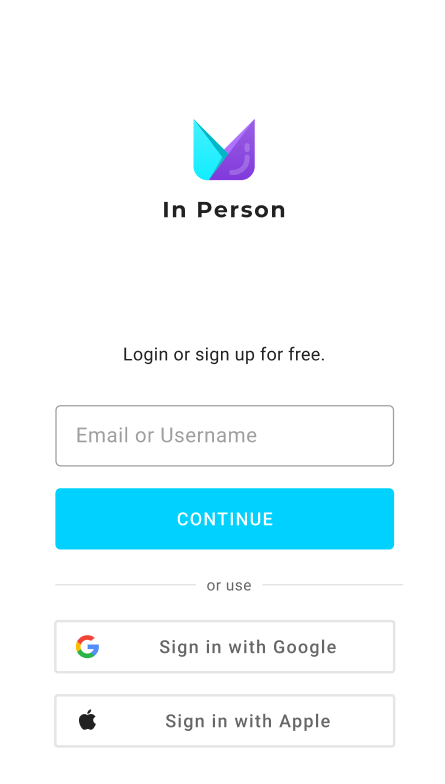 In Person
Login or sign up for free.
Email or Username
CONTINUE
or use
Sign in with Google
Sign in with Apple